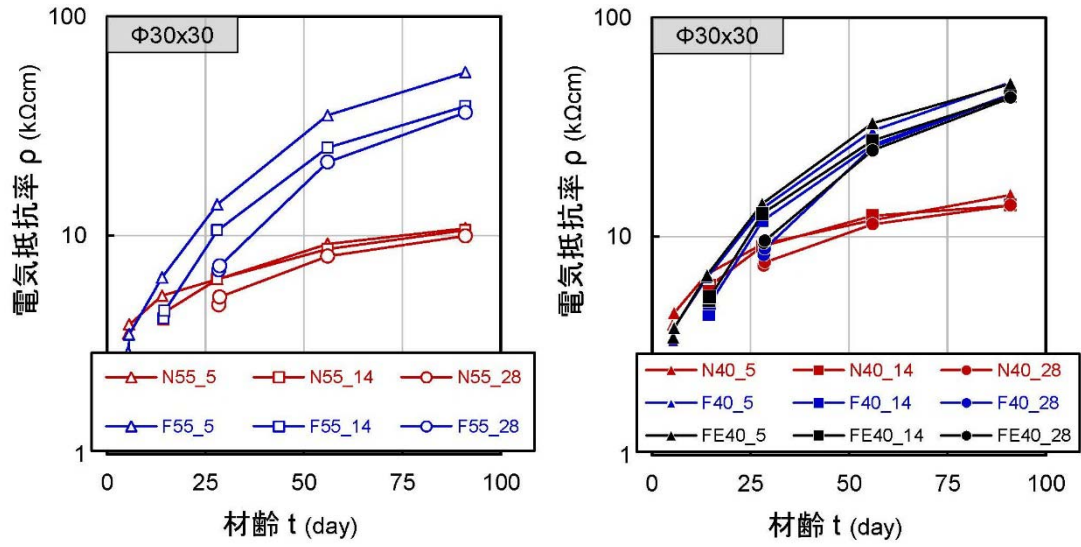 100
Φ30x30
電気抵抗率 ρ (kΩcm)
10
N55_5 N55_14 N55_28
F55_5 F55_14 F55_28
1
0 25 50 75 100
材齢 t (day)
100
Φ30x30
電気抵抗率 ρ (kΩcm)
10
N40_5 N40_14 N40_28
F40_5 F40_14 F40_28
FE40_5 FE40_14 FE40_28
1
0 25 50 75 100
材齢 t (day)